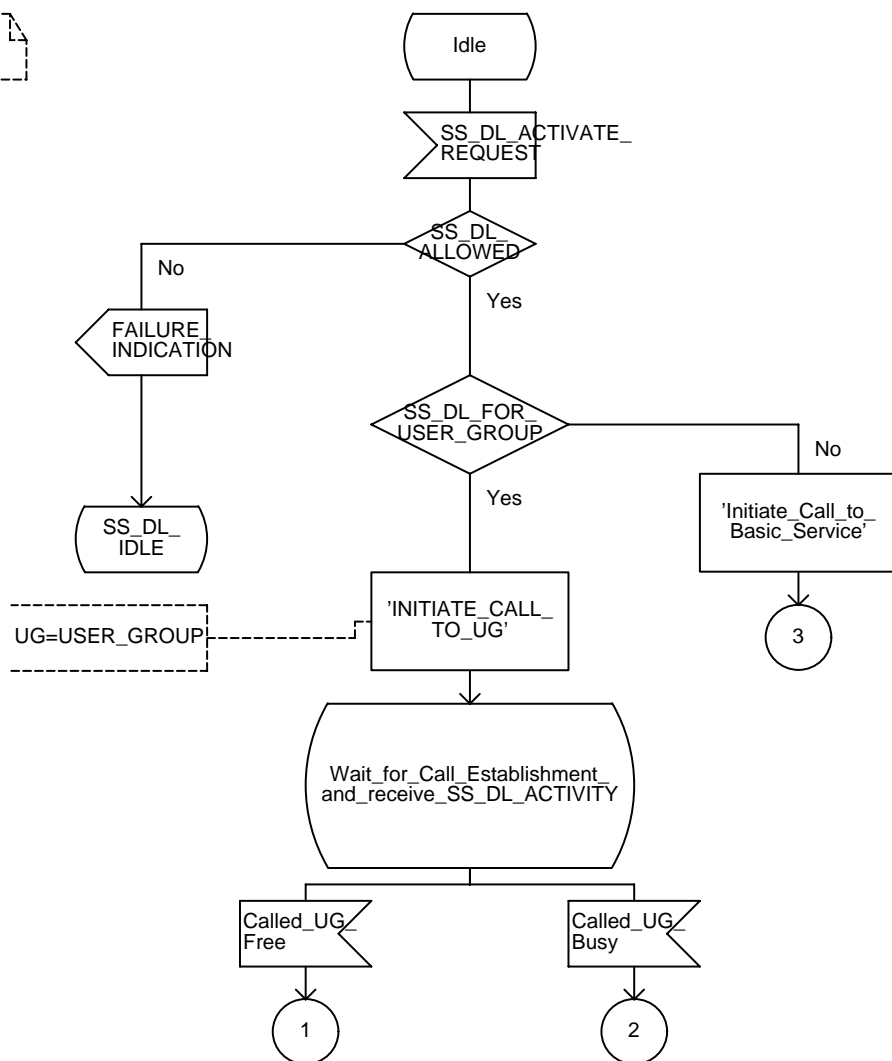 Idle
SS_DL_ACTIVATE_
REQUEST
SS_DL_
ALLOWED
No
Yes
FAILURE_
INDICATION
SS_DL_FOR_
USER_GROUP
No
Yes
SS_DL_
IDLE
'Initiate_Call_to_
Basic_Service'
'INITIATE_CALL_
TO_UG'
UG=USER_GROUP
3
Wait_for_Call_Establishment_
and_receive_SS_DL_ACTIVITY
Called_UG_
Free
Called_UG_
Busy
1
2